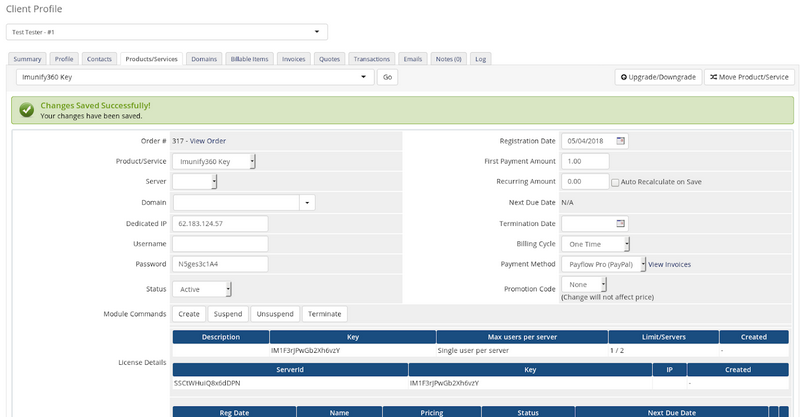 Client Profile
Test Tester - #1
Summary Profile Contacts Products/Services Domains Billable Items Invoices Quotes Transactions Emails Notes (0) Log
Imunify360 Key Go Upgrade/Downgrade Move Product/Service
Changes Saved Successfully!
Your changes have been saved.
Order # 317 - View Order Registration Date 05/04/2018
Product/Service Imunify360 Key First Payment Amount 1.00
Server Recurring Amount 0.00 Auto Recalculate on Save
Domain Next Due Date N/A
Dedicated IP 62.183.124.57 Termination Date
Username Billing Cycle One Time
Password N5ges3c1A4 Payment Method Payflow Pro (PayPal) View Invoices
Status Active Promotion Code None
(Change will not affect price)
Module Commands Create Suspend Unsuspend Terminate
Description Key Max users per server Limit/Servers Created
IM1F3rJPwGb2Xh6vzY Single user per server 1 / 2 -
License Details
ServerId Key IP Created
SSCtWHuiQ8x6dDPN IM1F3rJPwGb2Xh6vzY -
Reg Date Name Pricing Status Next Due Date